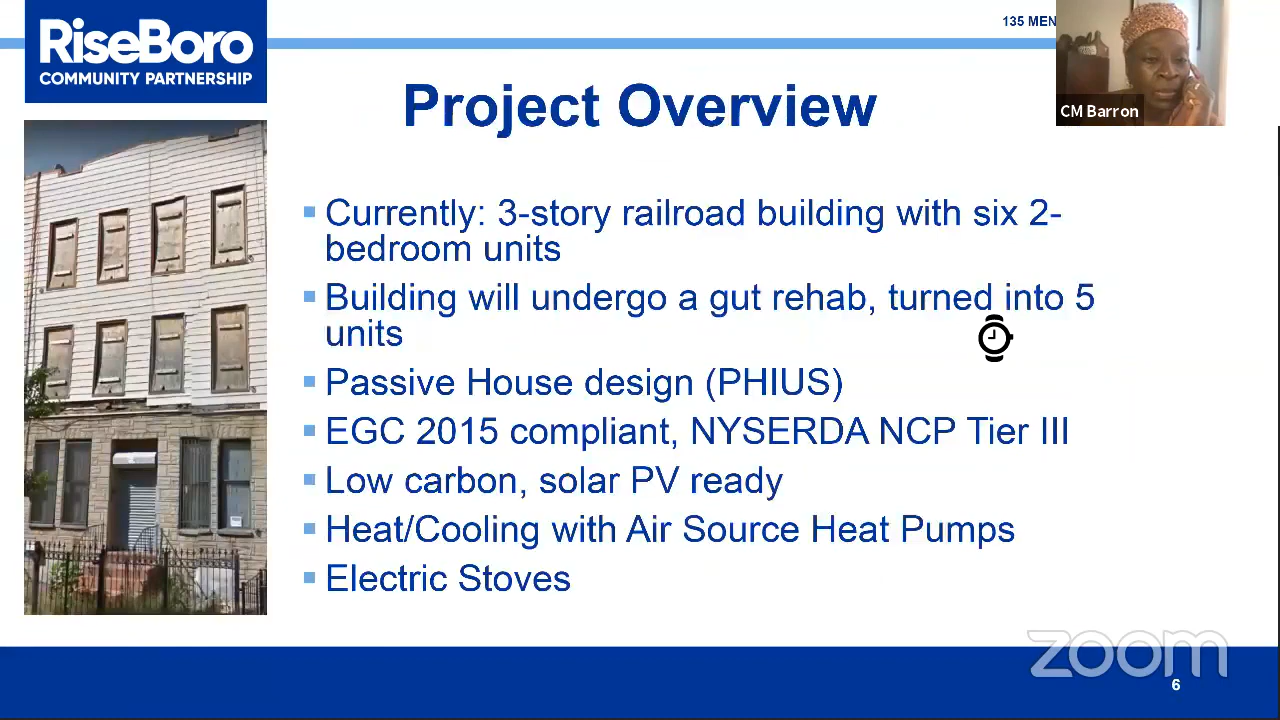 RiseBoro
COMMUNITY PARTNERSHIP
135 MEN
CM Barron
Project Overview
Currently: 3-story railroad building with six 2-
bedroom units
Building will undergo a gut rehab, turned into 5
units
Passive House design (PHIUS)
EGC 2015 compliant, NYSERDA NCP Tier III
Low carbon, solar PV ready
Heat/Cooling with Air Source Heat Pumps
Electric Stoves
zoom
6